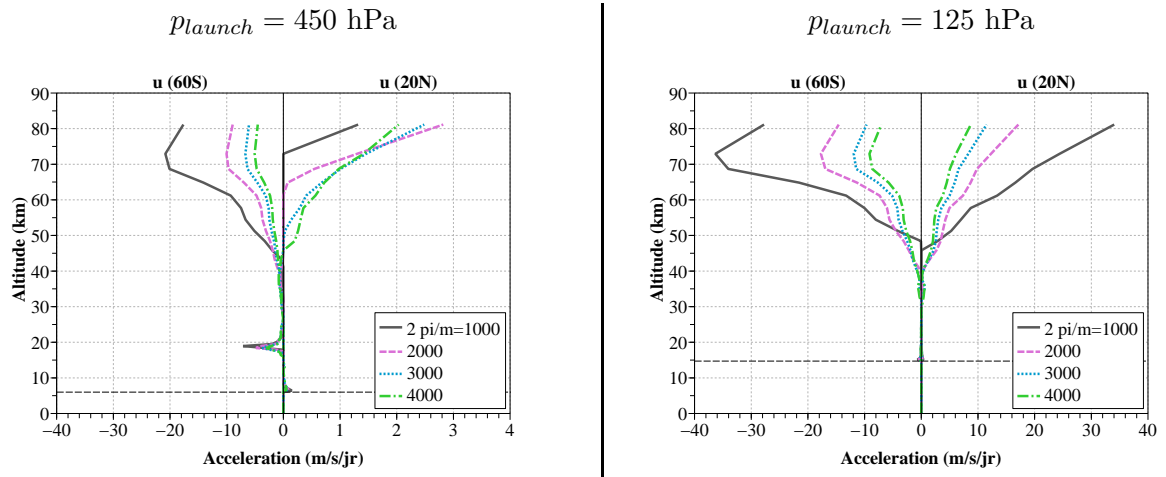 p_launch = 450 hPa
u (60S) u (20N)
90
80
70
60
50
40
30
20
10
0
Altitude (km)
−40 −30 −20 −10 0 1 2 3 4
Acceleration (m/s/jr)
2 pi/m=1000
2000
3000
4000
p_launch = 125 hPa
u (60S) u (20N)
90
80
70
60
50
40
30
20
10
0
Altitude (km)
−40 −30 −20 −10 0 10 20 30 40
Acceleration (m/s/jr)
2 pi/m=1000
2000
3000
4000